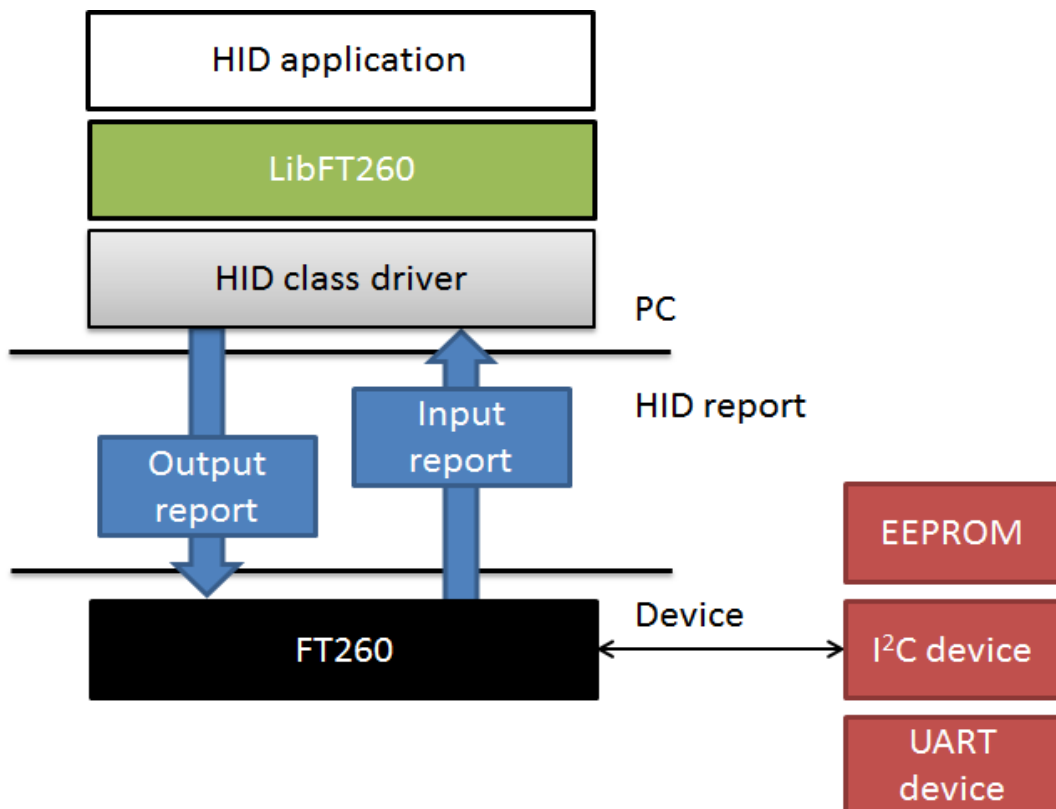 HID application
LibFT260
HID class driver
PC
HID report
Input
report
Output
report
EEPROM
Device
FT260
I²C device
UART
device